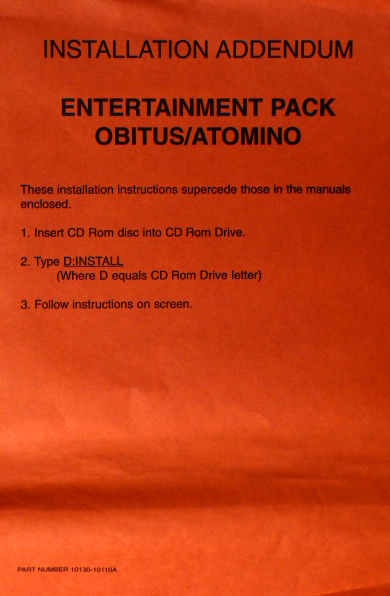 INSTALLATION ADDENDUM
ENTERTAINMENT PACK
OBITUS/ATOMINO
These installation instructions supercede those in the manuals
enclosed.
1. Insert CD Rom disc into CD Rom Drive.
2. Type D:INSTALL
(Where D equals CD Rom Drive letter)
3. Follow instructions on screen.
PART NUMBER 10130-10110A